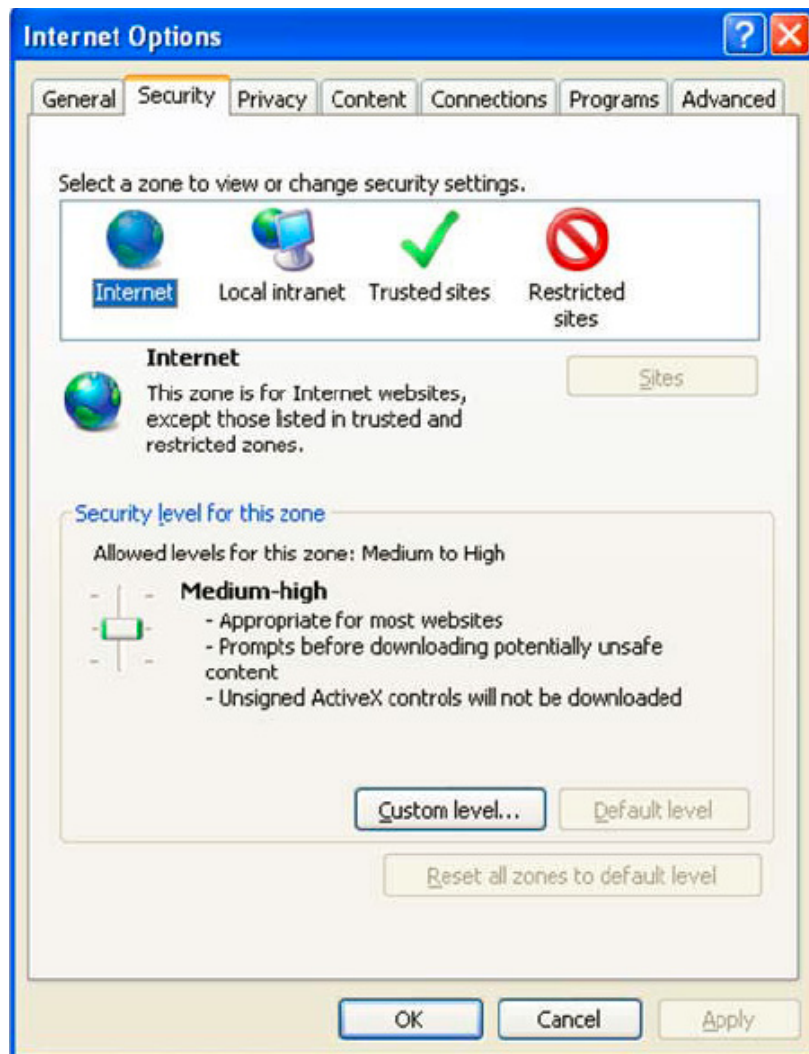 Internet Options
General Security Privacy Content Connections Programs Advanced
Select a zone to view or change security settings.
Internet Local intranet Trusted sites Restricted
sites
Internet
Sites
This zone is for Internet websites,
except those listed in trusted and
restricted zones.
Security level for this zone
Allowed levels for this zone: Medium to High
Medium-high
- Appropriate for most websites
- Prompts before downloading potentially unsafe
content
- Unsigned ActiveX controls will not be downloaded
Custom level... Default level
Reset all zones to default level
OK Cancel Apply